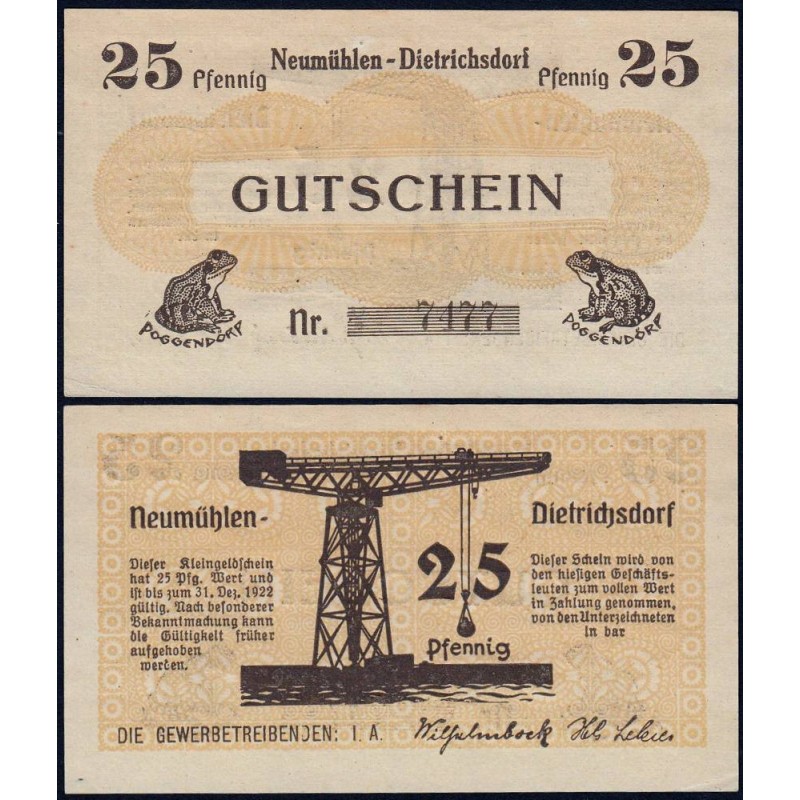 25 Pfennig Neumühlen-Dietrichsdorf Pfennig 25
GUTSCHEIN
POGGENDÖRP
Nr. 7477
POGGENDÖRP
Neumühlen-
Dieser Kleingeldschein
hat 25 Pfg. Wert und
ist bis zum 31. Dez. 1922
gültig. Nach besonderer
Bekanntmachung kann
die Gültigkeit früher
aufgehoben
werden.
25
Pfennig
Dietrichsdorf
Dieser Schein wird von
den hiesigen Geschäfts-
leuten zum vollen Wert
in Zahlung genommen,
von den Unterzeichneten
in bar
DIE GEWERBETREIBENDEN: I. A. Wilhelm